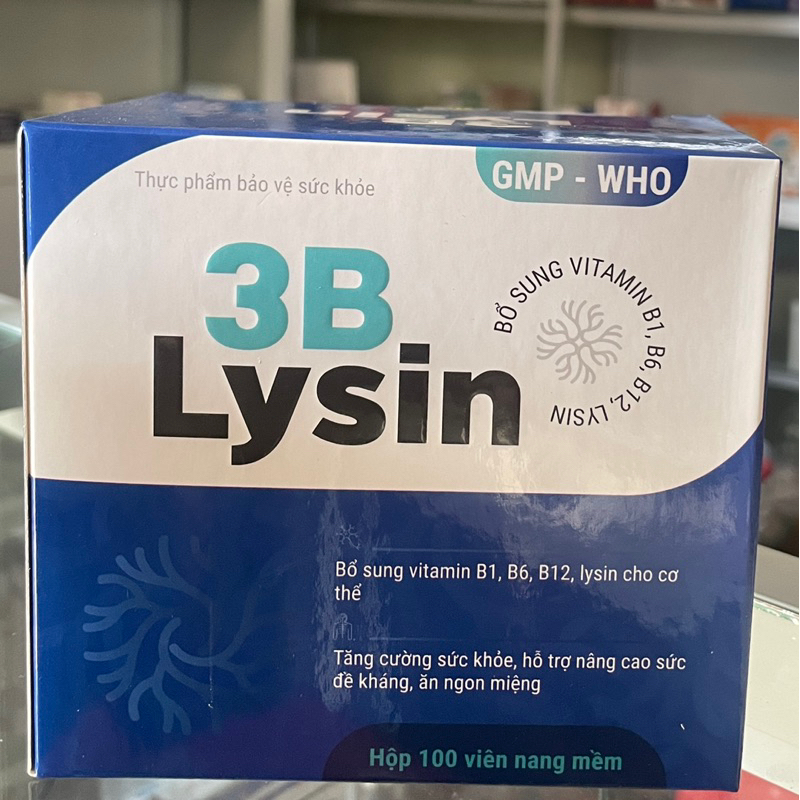 Thực phẩm bảo vệ sức khỏe
GMP - WHO
3B
Lysin
BỔ SUNG VITAMIN B1, B6, B12, LYSIN
Bổ sung vitamin B1, B6, B12, lysin cho cơ
thể
Tăng cường sức khỏe, hỗ trợ nâng cao sức
đề kháng, ăn ngon miệng
Hộp 100 viên nang mềm